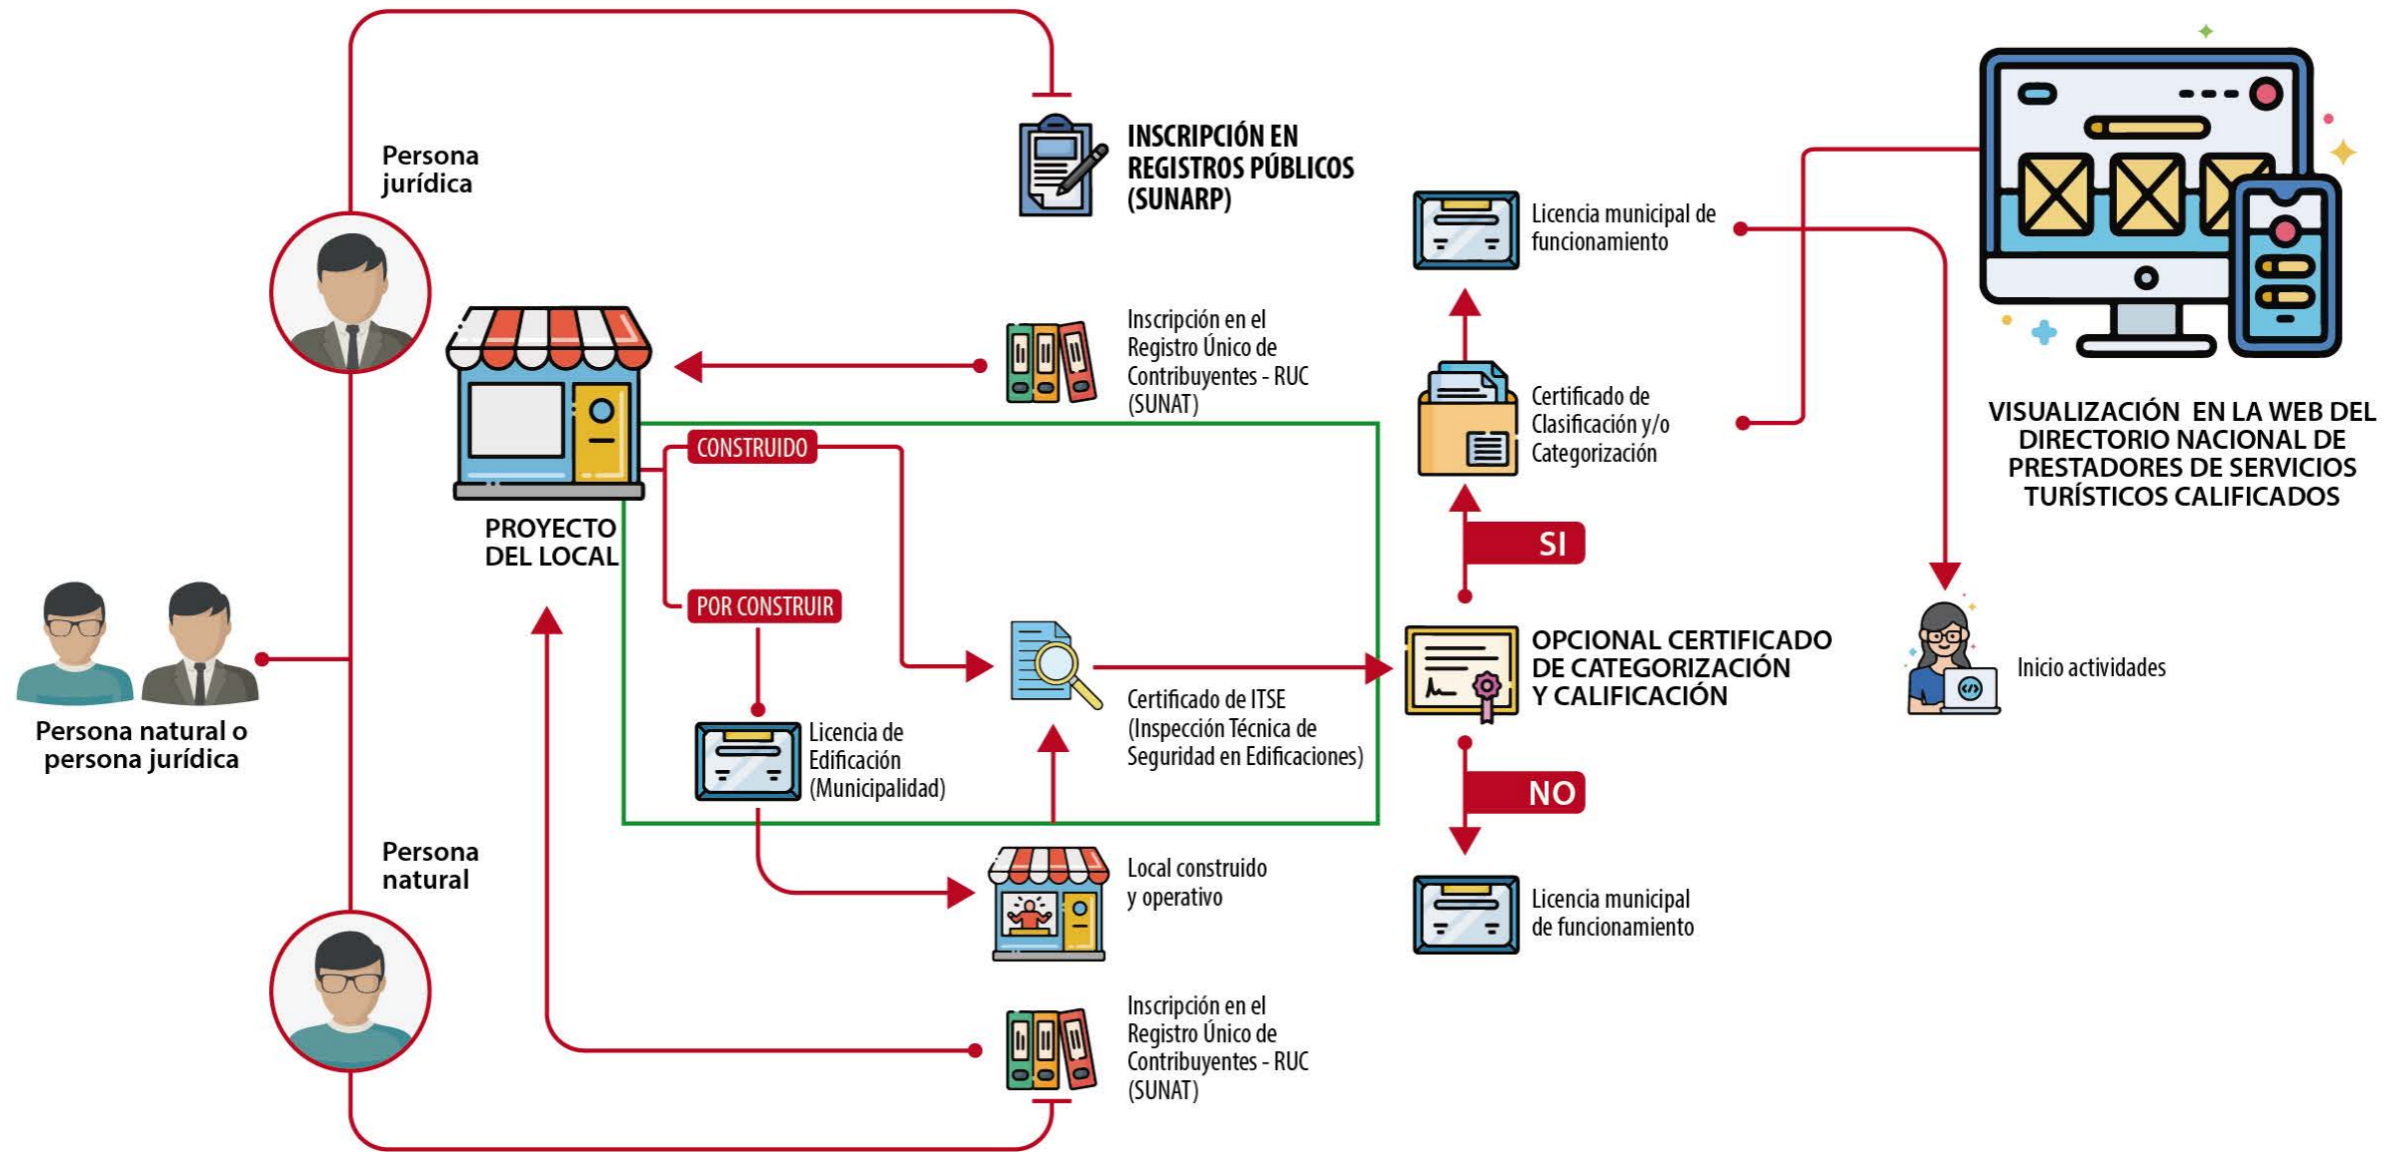 Persona
jurídica
INSCRIPCIÓN EN
REGISTROS PÚBLICOS
(SUNARP)
Inscripción en el
Registro Único de
Contribuyentes - RUC
(SUNAT)
PROYECTO
DEL LOCAL
CONSTRUIDO
POR CONSTRUIR
Persona natural o
persona jurídica
Licencia de
Edificación
(Municipalidad)
Certificado de ITSE
(Inspección Técnica de
Seguridad en Edificaciones)
Local construido
y operativo
Persona
natural
Inscripción en el
Registro Único de
Contribuyentes - RUC
(SUNAT)
Licencia municipal de
funcionamiento
Certificado de
Clasificación y/o
Categorización
SI
OPCIONAL CERTIFICADO
DE CATEGORIZACIÓN
Y CALIFICACIÓN
NO
Licencia municipal
de funcionamiento
VISUALIZACIÓN EN LA WEB DEL
DIRECTORIO NACIONAL DE
PRESTADORES DE SERVICIOS
TURÍSTICOS CALIFICADOS
Inicio actividades